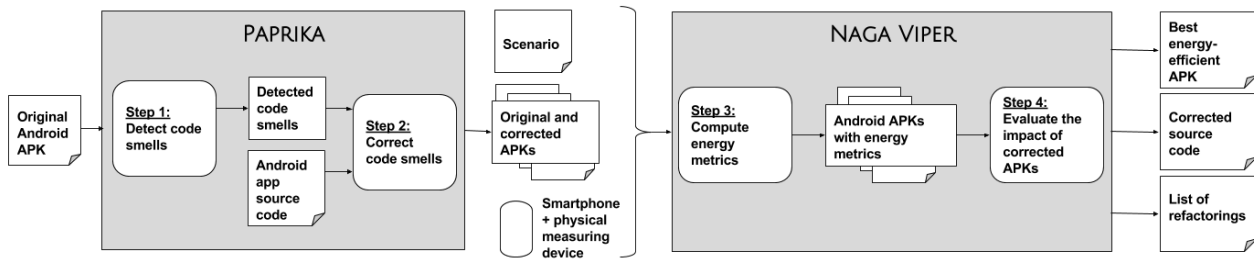 PAPRIKA
NAGA VIPER
Original
Android
APK
Step 1:
Detect code
smells
Detected
code
smells
Android
app
source
code
Step 2:
Correct
code smells
Scenario
Original and
corrected
APKs
Smartphone
+ physical
measuring
device
Step 3:
Compute
energy
metrics
Android APKs
with energy
metrics
Step 4:
Evaluate the
impact of
corrected
APKs
Best
energy-
efficient
APK
Corrected
source
code
List of
refactorings